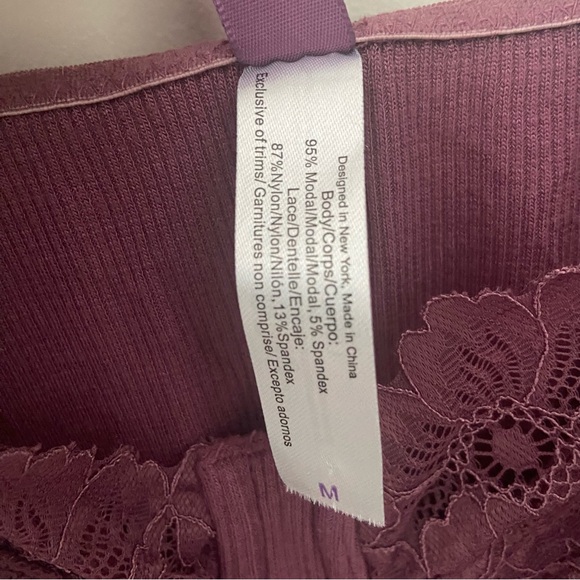 Designed in New York, Made in China
Body/Corps/Cuerpo:
95% Modal/Modal/Modal, 5% Spandex
Lace/Dentelle/Encaje:
87%Nylon/Nylon/Nilón,13%Spandex
Exclusive of trims/ Garnitures non comprise/ Excepto adornos
M